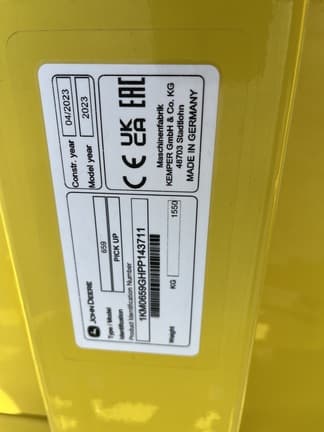 JOHN DEERE
Type / Model 659
Identification PICK UP
Product Identification Number
1KM0659GHPP143711
Weight KG 1550
Constr. year 04/2023
Model year 2023
CE UK CA EAC
Maschinenfabrik
KEMPER GmbH & Co. KG
48703 Stadtlohn
MADE IN GERMANY